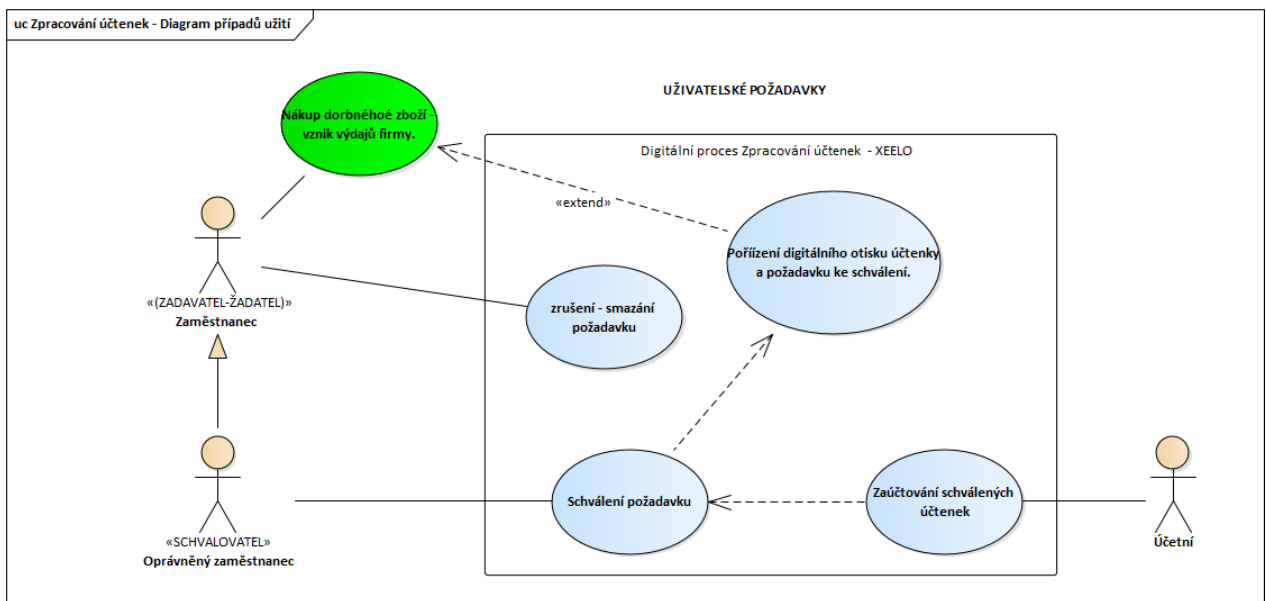 uc Zpracování účtenek - Diagram případů užití
UŽIVATELSKÉ POŽADAVKY
Nákup dorbnéhoé zboží -
vznik výdajů firmy.
Digitální proces Zpracování účtenek - XEELO
«extend»
Poříízení digitálního otisku účtenky
a požadavku ke schválení.
«(ZADAVATEL-ŽADATEL)»
Zaměstnanec
zrušení - smazání
požadavku
Schválení požadavku
Zaúčtování schválených
účtenek
«SCHVALOVATEL»
Oprávněný zaměstnanec
Účetní